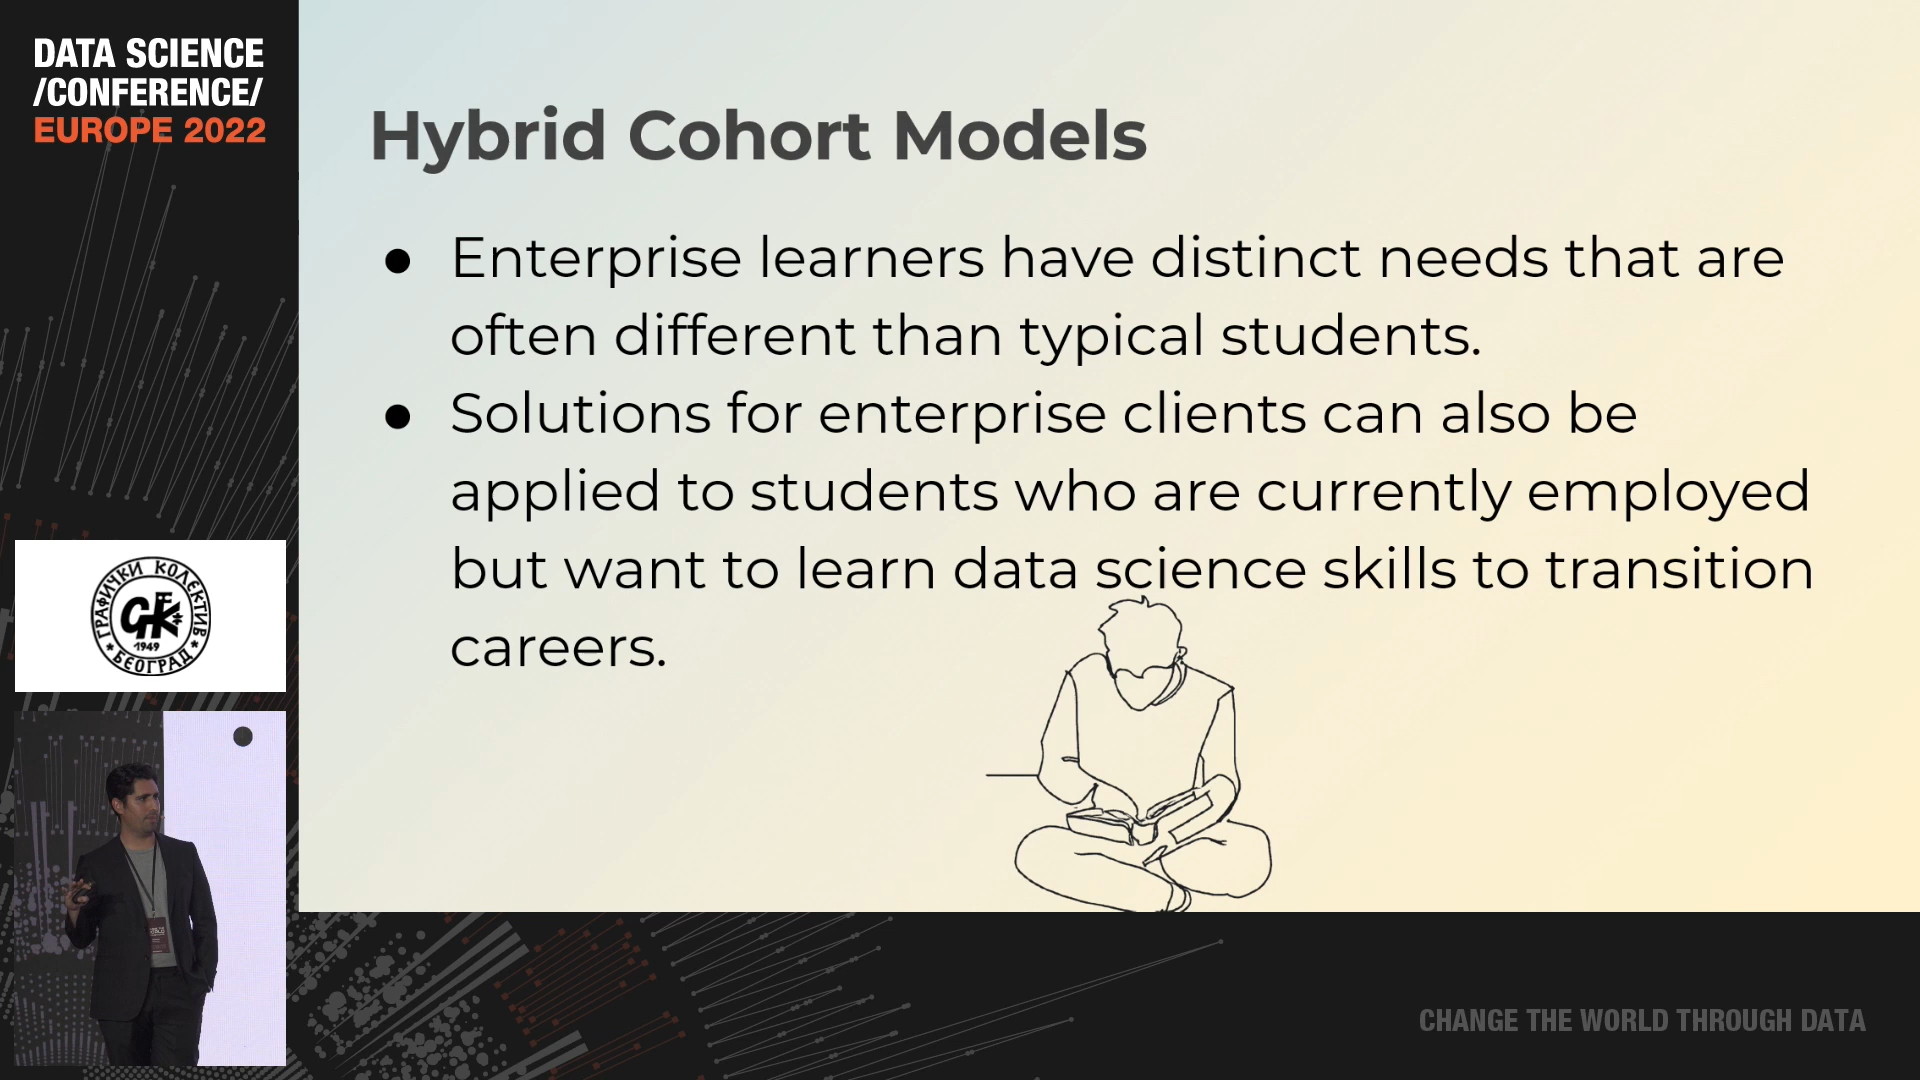 DATA SCIENCE
/CONFERENCE/
EUROPE 2022
Hybrid Cohort Models
● Enterprise learners have distinct needs that are
often different than typical students.
● Solutions for enterprise clients can also be
applied to students who are currently employed
but want to learn data science skills to transition
careers.
ГРАФИЧКИ КОЛЕКТИВ
1949
БЕОГРАД
CHANGE THE WORLD THROUGH DATA